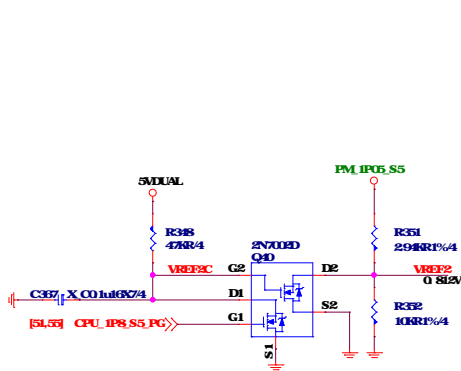 PM_1P05_S5
5VDUAL
R348
47KR/4
2N7002D
Q40
R351
2.94KR1%/4
VREF2C
G2
D2
VREF2
0.812V
C367
X_C0.1u16X7/4
D1
S2
R352
10KR1%/4
[51,55]
CPU_1P8_S5_PG
G1
S1